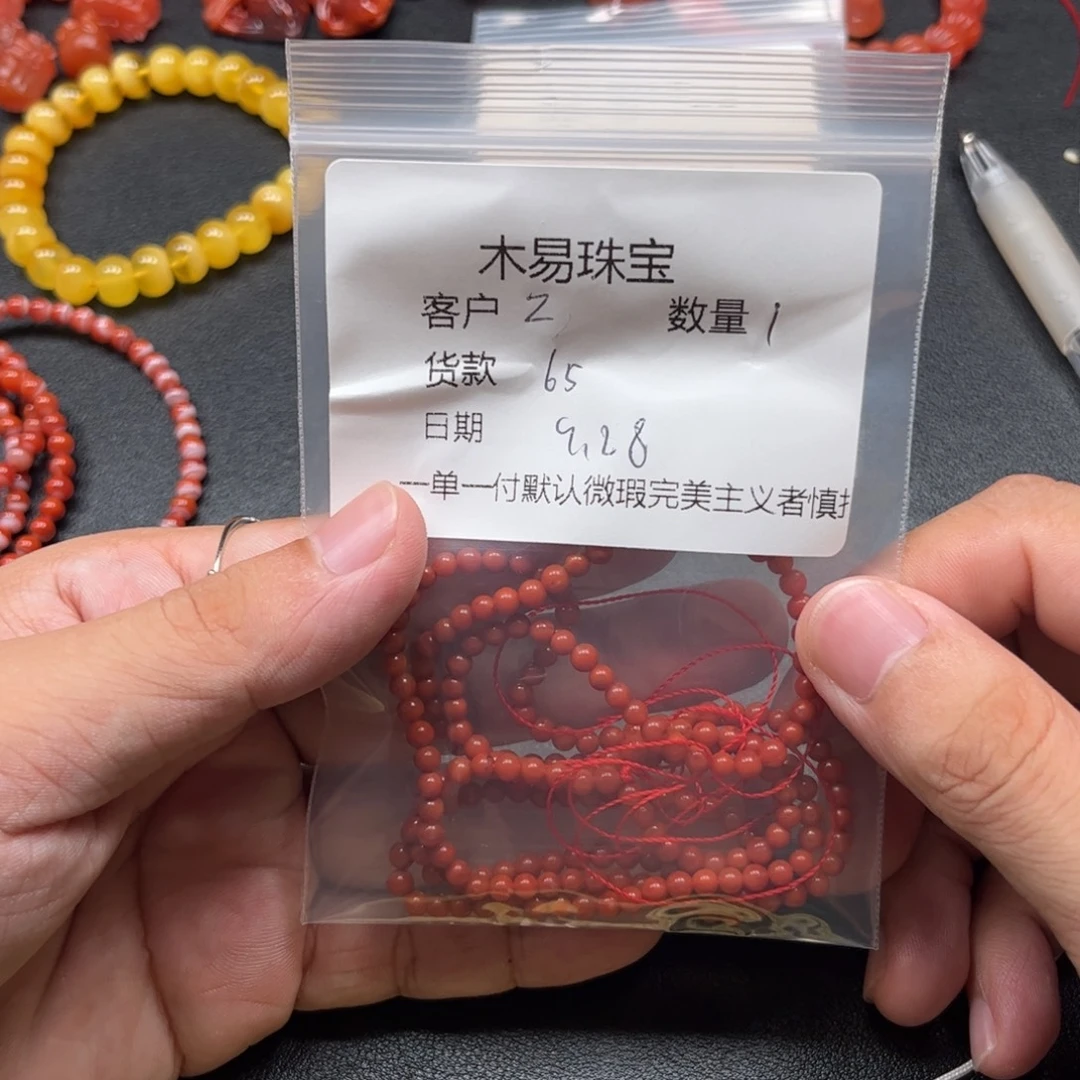 木易珠宝
客户 Z 数量 1
货款 65
日期 9.28
一单一付默认微瑕完美主义者慎